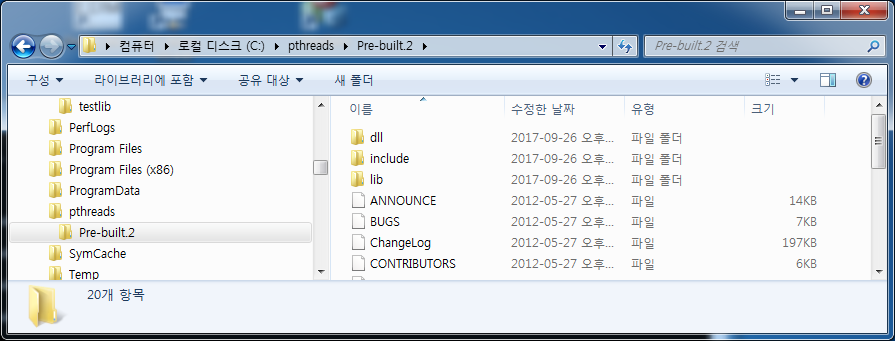 컴퓨터 ▸ 로컬 디스크 (C:) ▸ pthreads ▸ Pre-built.2 ▸
Pre-built.2 검색
구성 라이브러리에 포함 공유 대상 새 폴더
testlib
PerfLogs
Program Files
Program Files (x86)
ProgramData
pthreads
Pre-built.2
SymCache
Temp
이름 수정한 날짜 유형 크기
dll 2017-09-26 오후... 파일 폴더
include 2017-09-26 오후... 파일 폴더
lib 2017-09-26 오후... 파일 폴더
ANNOUNCE 2012-05-27 오후... 파일 14KB
BUGS 2012-05-27 오후... 파일 7KB
ChangeLog 2012-05-27 오후... 파일 197KB
CONTRIBUTORS 2012-05-27 오후... 파일 6KB
20개 항목